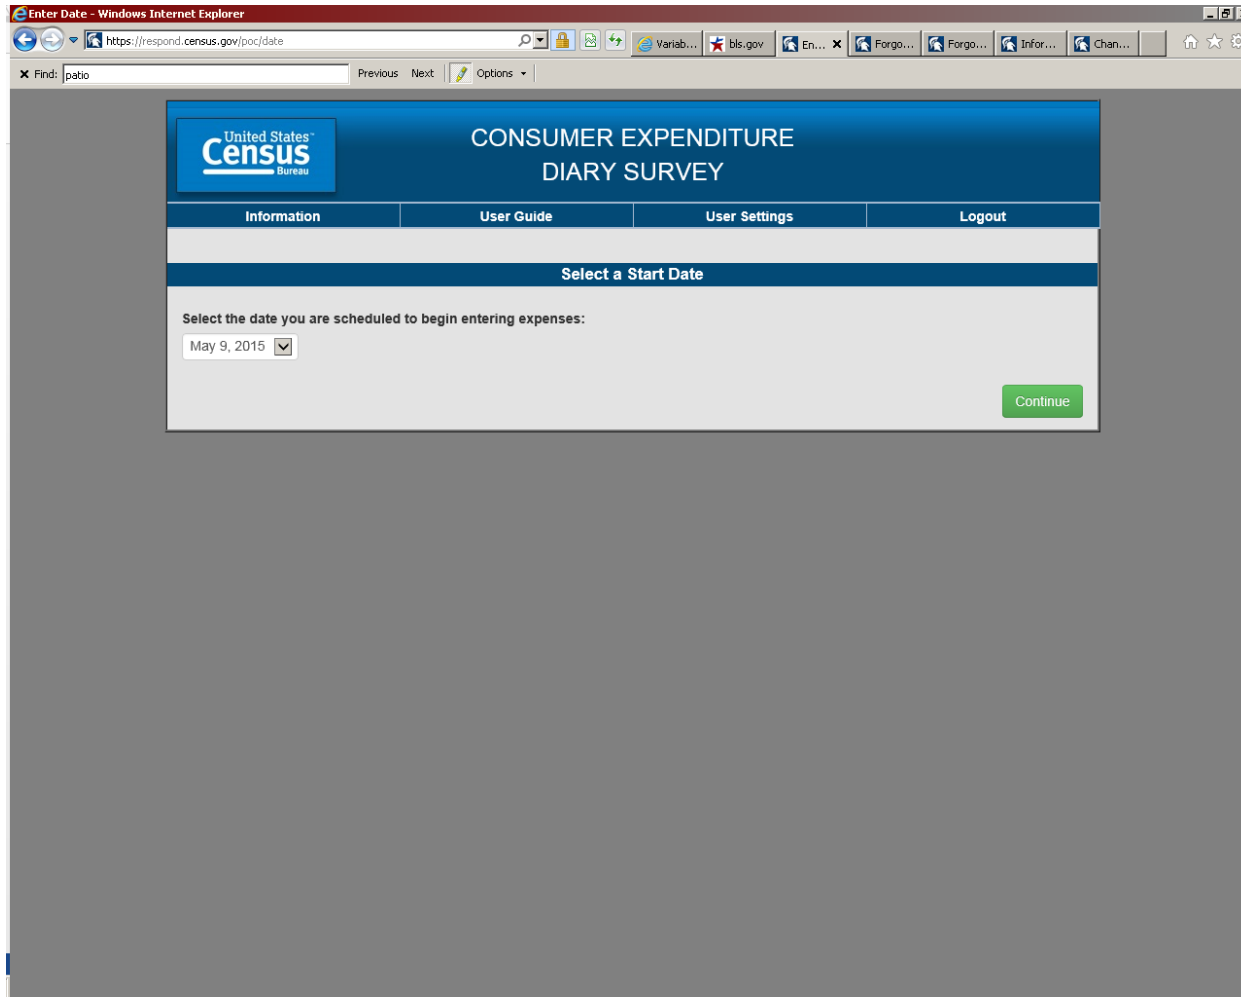 Enter Date - Windows Internet Explorer
https://respond.census.gov/poc/date
Variab...
bls.gov
En...
Forgo...
Forgo...
Infor...
Chan...
x Find: patio Previous Next Options
United States™
Census
Bureau
CONSUMER EXPENDITURE
DIARY SURVEY
Information User Guide User Settings Logout
Select a Start Date
Select the date you are scheduled to begin entering expenses:
May 9, 2015
Continue